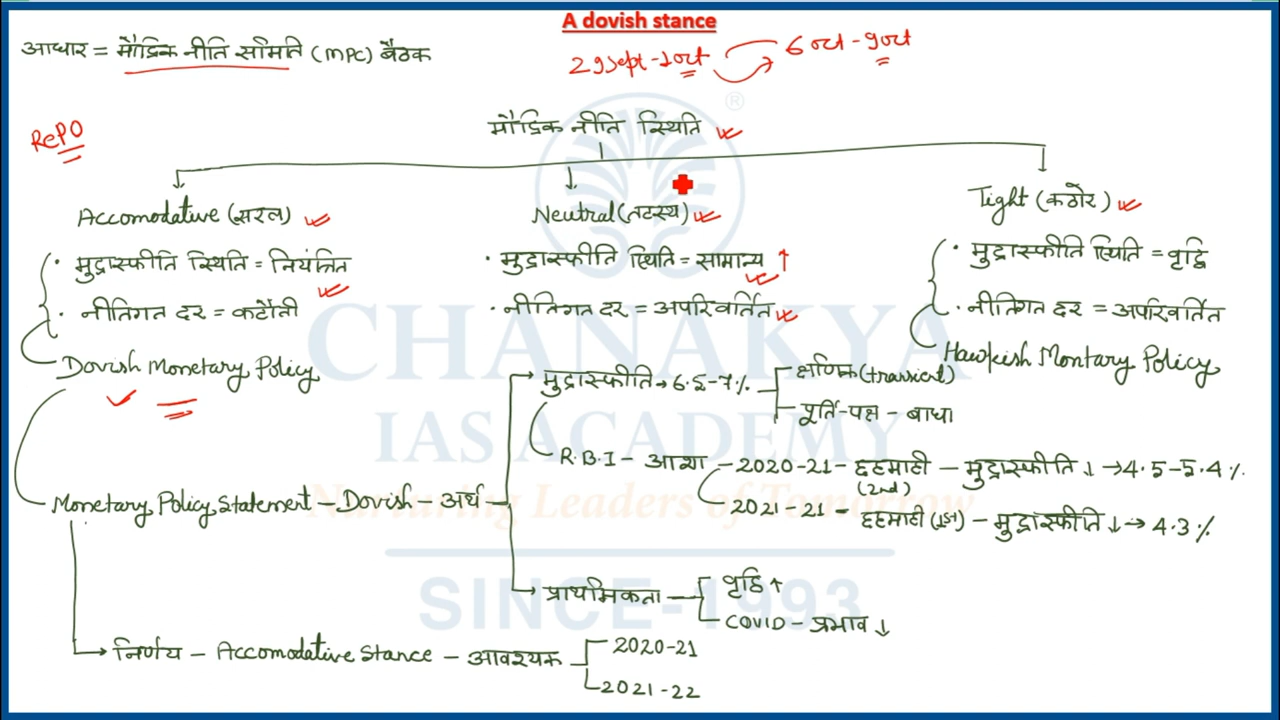 A dovish stance
आधार = मौद्रिक नीति समिति (MPC) बैठक
29 Sept - 1 oct
6 oct - 9 oct
RePO
मौद्रिक नीति स्थिति
Accomodative (सरल)
Neutral (तटस्थ)
Tight (कठोर)
· मुद्रास्फीति स्थिति = नियंत्रित
· मुद्रास्फीति स्थिति = सामान्य ↑
· मुद्रास्फीति स्थिति = वृद्धि
· नीतिगत दर = कटौती
· नीतिगत दर = अपरिवर्तित
· नीतिगत दर = अपरिवर्तित
Dovish Monetary Policy
Hawkish Montary Policy
मुद्रास्फीति → 6.5-7%
क्षणिक (transical)
पूर्ति-पक्ष - बाधा
R.B.I - आशा - 2020-21 - छहमाही (2nd) - मुद्रास्फीति ↓ → 4.5-5.4%
2021-21 - छहमाही (1st) - मुद्रास्फीति ↓ → 4.3%
Monetary Policy Statement - Dovish - अर्थ
प्राथमिकता
वृद्धि ↑
COVID - प्रभाव ↓
निर्णय - Accomodative Stance - आवश्यक
2020-21
2021-22
CHANAKYA
IAS ACADEMY
Nurturing Leaders of Tomorrow
SINCE-1993
®